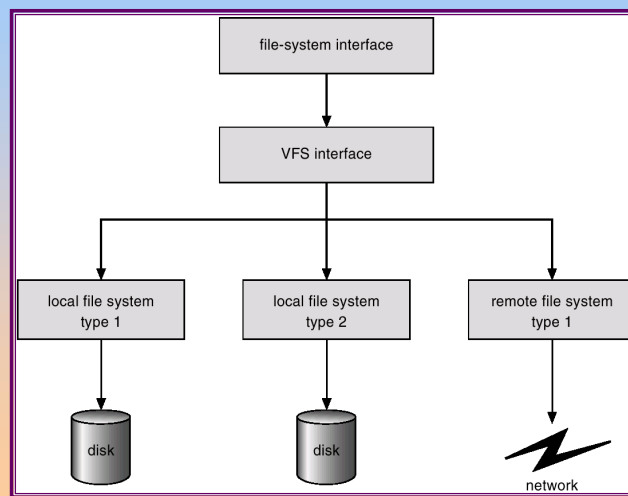 file-system interface
VFS interface
local file system
type 1
local file system
type 2
remote file system
type 1
disk
disk
network